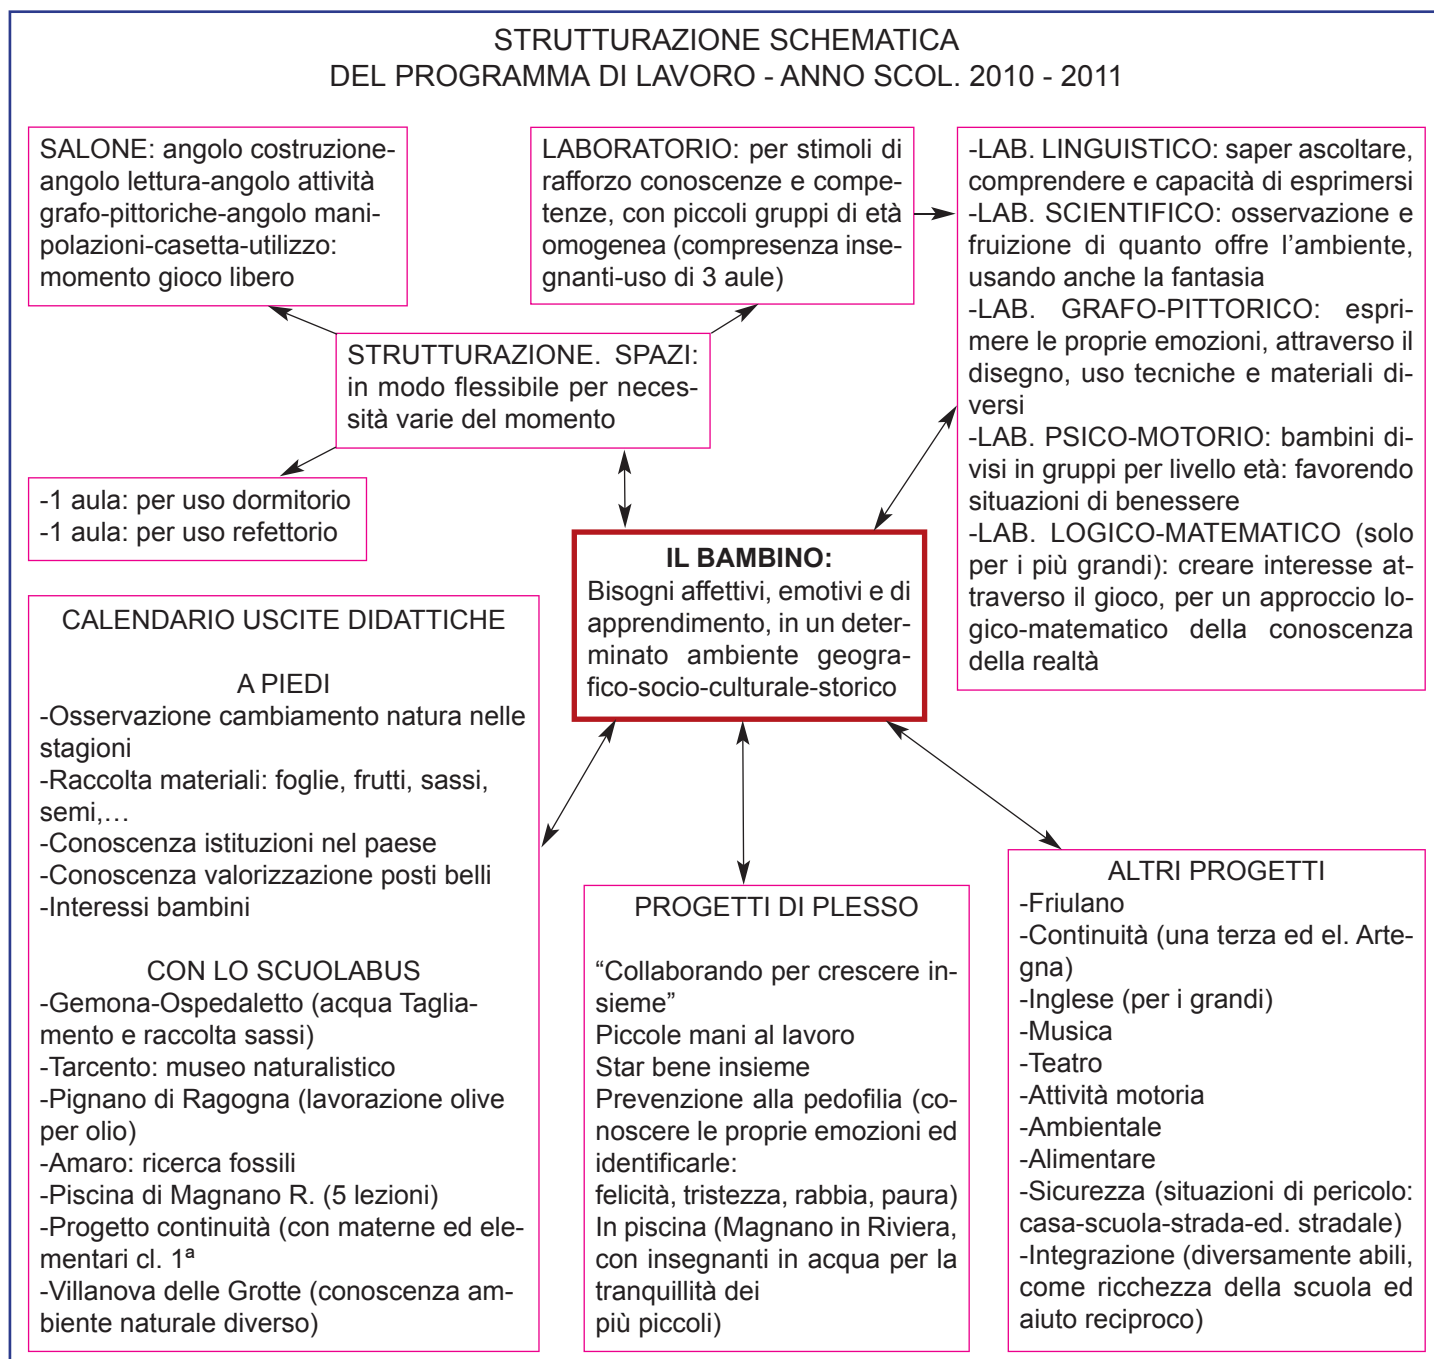 STRUTTURAZIONE SCHEMATICA
DEL PROGRAMMA DI LAVORO - ANNO SCOL. 2010 - 2011
SALONE: angolo costruzione-
angolo lettura-angolo attività
grafo-pittoriche-angolo mani-
polazioni-casetta-utilizzo:
momento gioco libero
LABORATORIO: per stimoli di
rafforzo conoscenze e compe-
tenze, con piccoli gruppi di età
omogenea (compresenza inse-
gnanti-uso di 3 aule)
-LAB. LINGUISTICO: saper ascoltare,
comprendere e capacità di esprimersi
-LAB. SCIENTIFICO: osservazione e
fruizione di quanto offre l’ambiente,
usando anche la fantasia
-LAB. GRAFO-PITTORICO: espri-
mere le proprie emozioni, attraverso il
disegno, uso tecniche e materiali di-
versi
-LAB. PSICO-MOTORIO: bambini di-
visi in gruppi per livello età: favorendo
situazioni di benessere
-LAB. LOGICO-MATEMATICO (solo
per i più grandi): creare interesse at-
traverso il gioco, per un approccio lo-
gico-matematico della conoscenza
della realtà
STRUTTURAZIONE. SPAZI:
in modo flessibile per neces-
sità varie del momento
-1 aula: per uso dormitorio
-1 aula: per uso refettorio
IL BAMBINO:
Bisogni affettivi, emotivi e di
apprendimento, in un deter-
minato ambiente geogra-
fico-socio-culturale-storico
CALENDARIO USCITE DIDATTICHE
A PIEDI
-Osservazione cambiamento natura nelle
stagioni
-Raccolta materiali: foglie, frutti, sassi,
semi,…
-Conoscenza istituzioni nel paese
-Conoscenza valorizzazione posti belli
-Interessi bambini
CON LO SCUOLABUS
-Gemona-Ospedaletto (acqua Taglia-
mento e raccolta sassi)
-Tarcento: museo naturalistico
-Pignano di Ragogna (lavorazione olive
per olio)
-Amaro: ricerca fossili
-Piscina di Magnano R. (5 lezioni)
-Progetto continuità (con materne ed ele-
mentari cl. 1ª
-Villanova delle Grotte (conoscenza am-
biente naturale diverso)
PROGETTI DI PLESSO
“Collaborando per crescere in-
sieme”
Piccole mani al lavoro
Star bene insieme
Prevenzione alla pedofilia (co-
noscere le proprie emozioni ed
identificarle:
felicità, tristezza, rabbia, paura)
In piscina (Magnano in Riviera,
con insegnanti in acqua per la
tranquillità dei
più piccoli)
ALTRI PROGETTI
-Friulano
-Continuità (una terza ed el. Arte-
gna)
-Inglese (per i grandi)
-Musica
-Teatro
-Attività motoria
-Ambientale
-Alimentare
-Sicurezza (situazioni di pericolo:
casa-scuola-strada-ed. stradale)
-Integrazione (diversamente abili,
come ricchezza della scuola ed
aiuto reciproco)